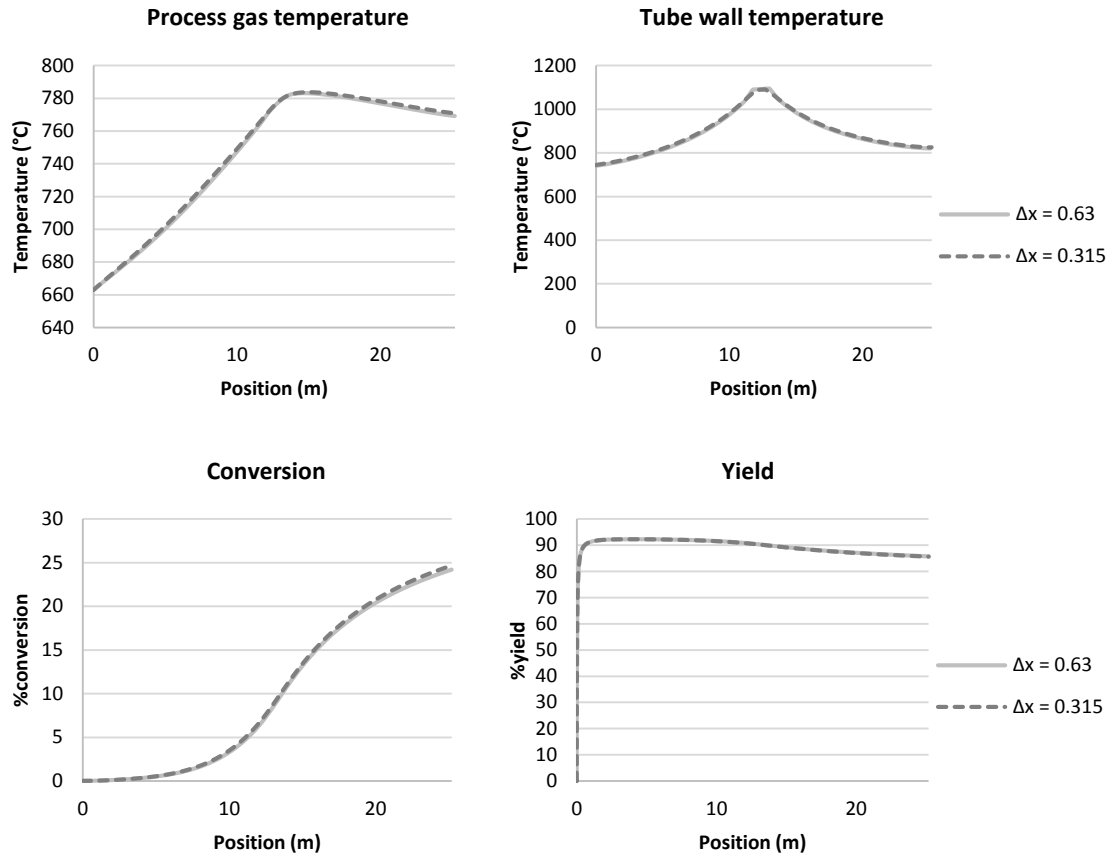 Process gas temperature
Temperature (°C)
800
780
760
740
720
700
680
660
640
0
10
20
Position (m)
Tube wall temperature
Temperature (°C)
1200
1000
800
600
400
200
0
0
10
20
Position (m)
Δx = 0.63
Δx = 0.315
Conversion
%conversion
30
25
20
15
10
5
0
0
10
20
Position (m)
Yield
%yield
100
90
80
70
60
50
40
30
20
10
0
0
10
20
Position (m)
Δx = 0.63
Δx = 0.315